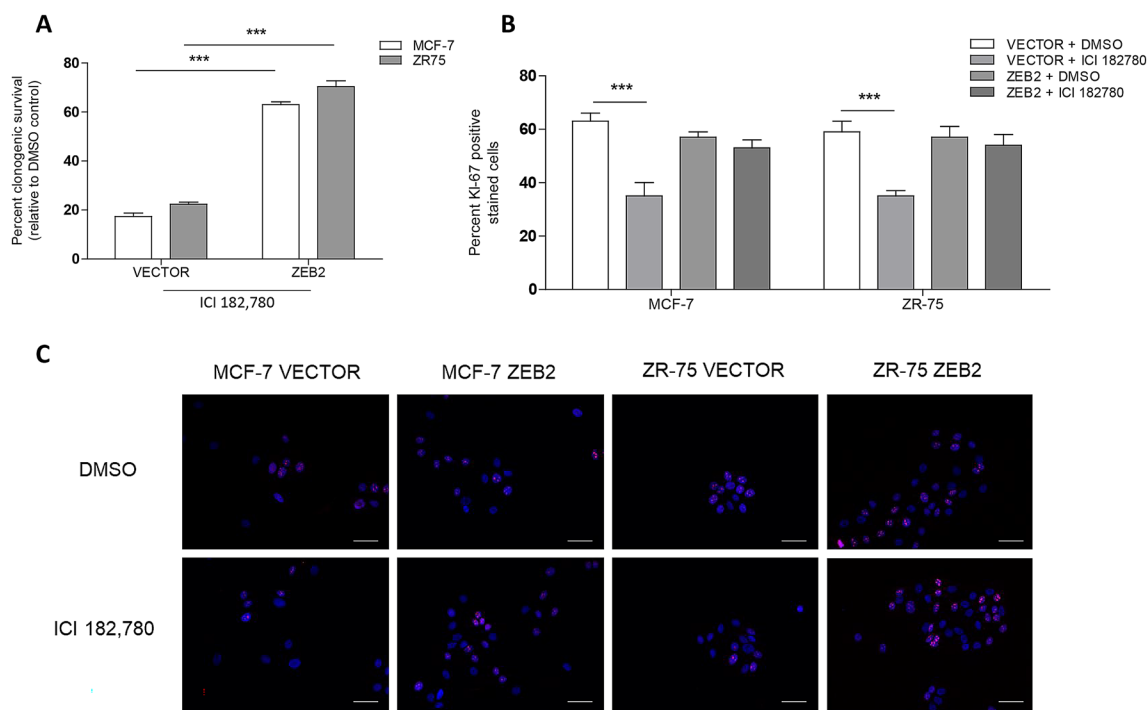 A
***
***
MCF-7
ZR75
Percent clonogenic survival
(relative to DMSO control)
80
60
40
20
0
VECTOR
ZEB2
ICI 182,780
B
VECTOR + DMSO
VECTOR + ICI 182780
ZEB2 + DMSO
ZEB2 + ICI 182780
***
***
Percent KI-67 positive
stained cells
80
60
40
20
0
MCF-7
ZR-75
C
MCF-7 VECTOR
MCF-7 ZEB2
ZR-75 VECTOR
ZR-75 ZEB2
DMSO
ICI 182,780